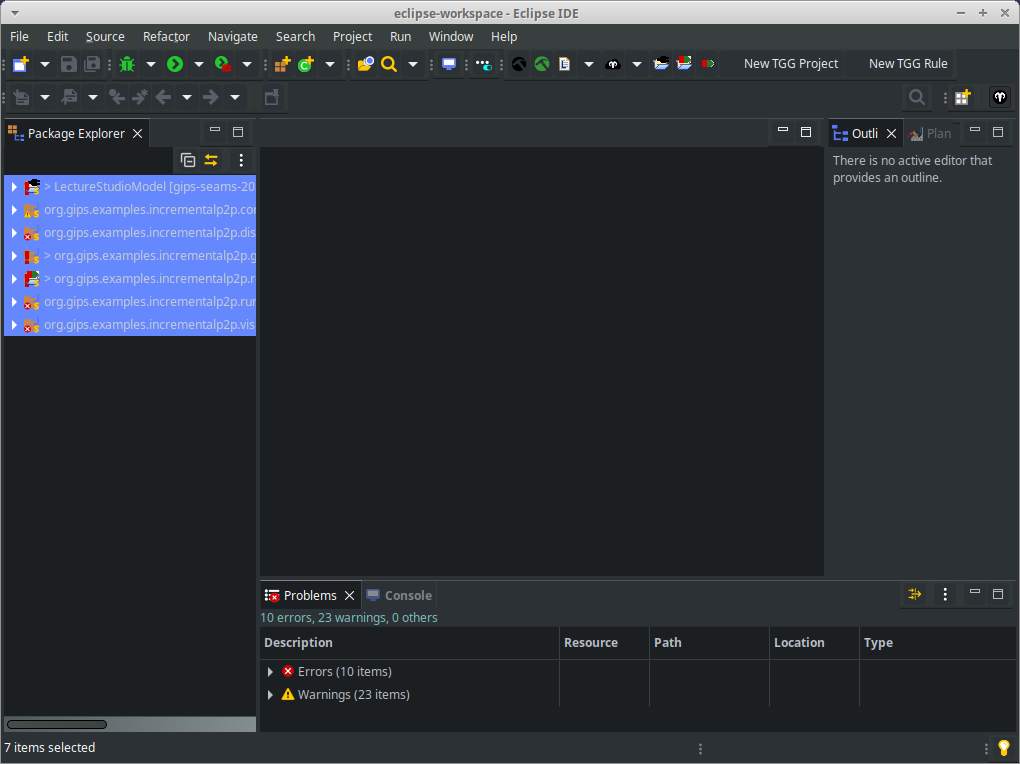 eclipse-workspace - Eclipse IDE
File Edit Source Refactor Navigate Search Project Run Window Help
New TGG Project New TGG Rule
Package Explorer
Outli Plan
There is no active editor that
provides an outline.
> LectureStudioModel [gips-seams-20
org.gips.examples.incrementalp2p.cor
org.gips.examples.incrementalp2p.dis
> org.gips.examples.incrementalp2p.g
> org.gips.examples.incrementalp2p.r
org.gips.examples.incrementalp2p.rur
org.gips.examples.incrementalp2p.vis
Problems Console
10 errors, 23 warnings, 0 others
Description Resource Path Location Type
Errors (10 items)
Warnings (23 items)
7 items selected